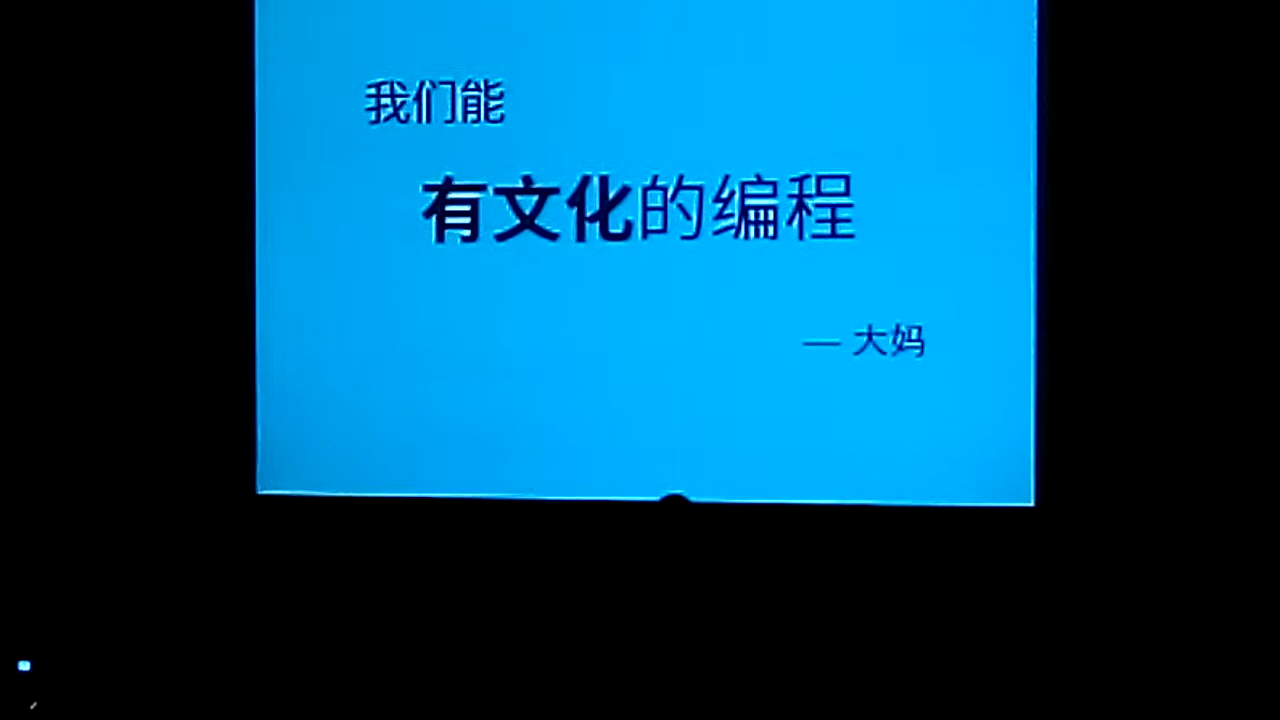 我们能
有文化的编程
— 大妈